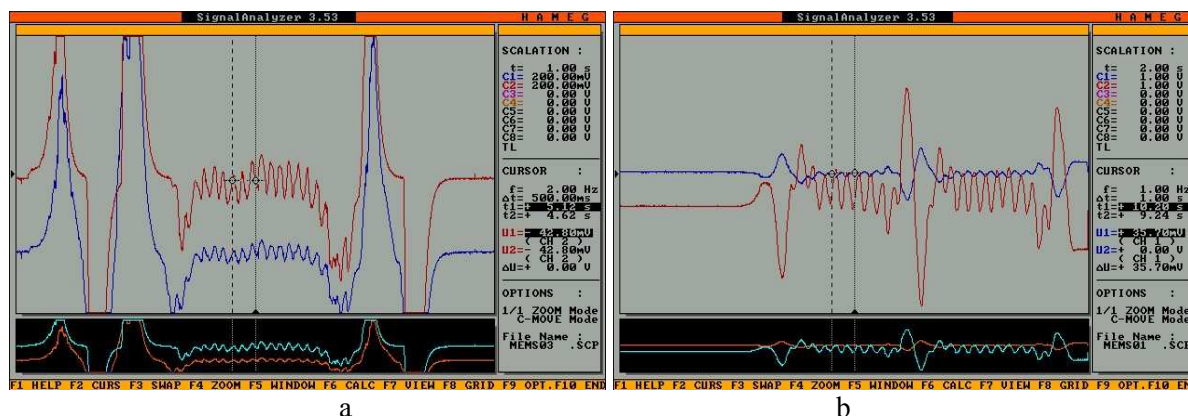 SignalAnalyzer 3.53
HAMEG
SCALATION :
t= 1.00 s
C1= 200.00mV
C2= 200.00mV
C3= 0.00 V
C4= 0.00 V
C5= 0.00 V
C6= 0.00 V
C7= 0.00 V
C8= 0.00 V
TL
CURSOR :
f= 2.00 Hz
Δt= 500.00ms
t1=+ 5.12 s
t2=+ 4.62 s
U1=- 42.80mV
( CH 2 )
U2=- 42.80mV
( CH 2 )
ΔU=+ 0.00 V
OPTIONS :
1/1 ZOOM Mode
C-MOVE Mode
File Name :
MEMS03 .SCP
F1 HELP F2 CURS F3 SWAP F4 ZOOM F5 WINDOW F6 CALC F7 VIEW F8 GRID F9 OPT.F10 END
a
SignalAnalyzer 3.53
HAMEG
SCALATION :
t= 2.00 s
C1= 1.00 V
C2= 1.00 V
C3= 0.00 V
C4= 0.00 V
C5= 0.00 V
C6= 0.00 V
C7= 0.00 V
C8= 0.00 V
TL
CURSOR :
f= 1.00 Hz
Δt= 1.00 s
t1=+ 10.20 s
t2=+ 9.24 s
U1=+ 35.70mV
( CH 1 )
U2=+ 0.00 V
( CH 1 )
ΔU=+ 35.70mV
OPTIONS :
1/1 ZOOM Mode
C-MOVE Mode
File Name :
MEMS01 .SCP
F1 HELP F2 CURS F3 SWAP F4 ZOOM F5 WINDOW F6 CALC F7 VIEW F8 GRID F9 OPT.F10 END
b